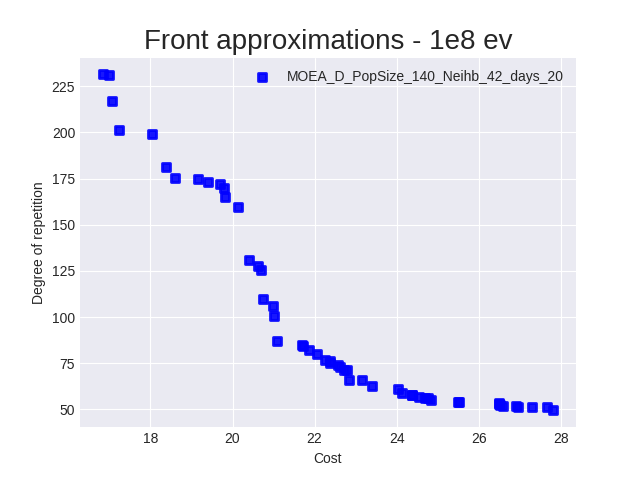 Front approximations - 1e8 ev
MOEA_D_PopSize_140_Neihb_42_days_20
225
200
175
150
125
100
75
50
Degree of repetition
18 20 22 24 26 28
Cost